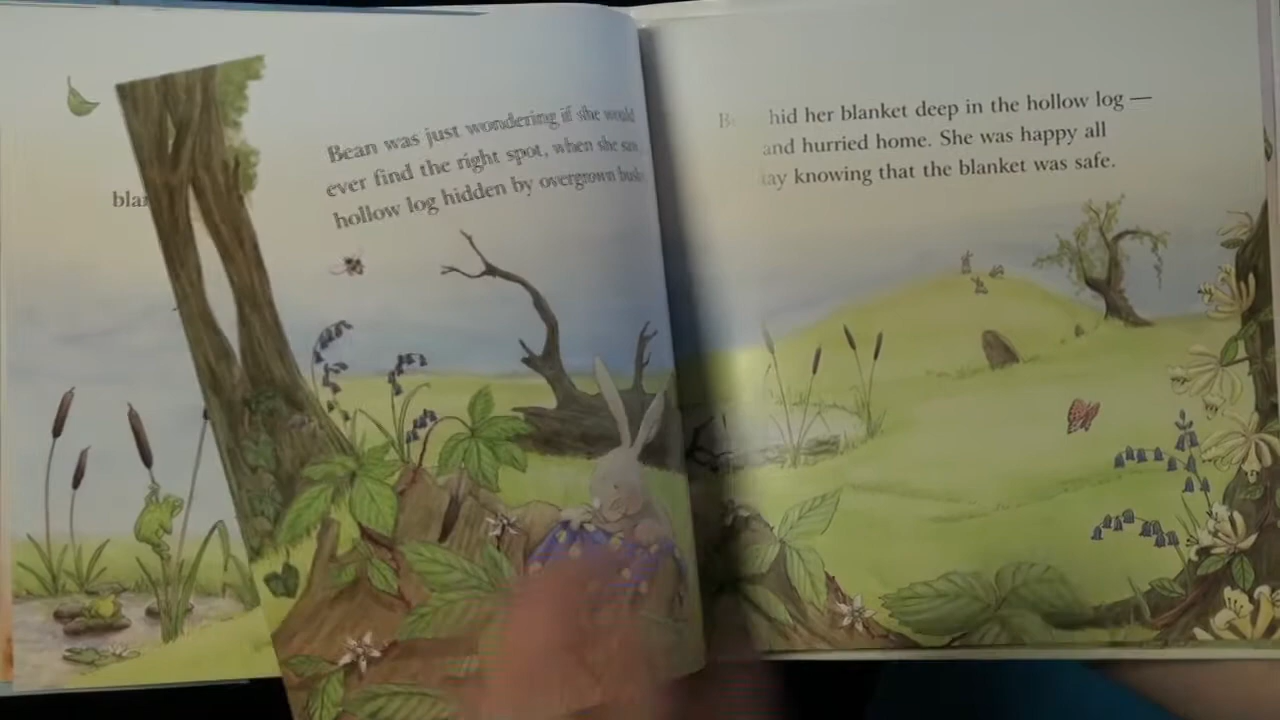 Bean was just wondering if she would
ever find the right spot, when she saw
hollow log hidden by overgrown
hid her blanket deep in the hollow log —
and hurried home. She was happy all
knowing that the blanket was safe.